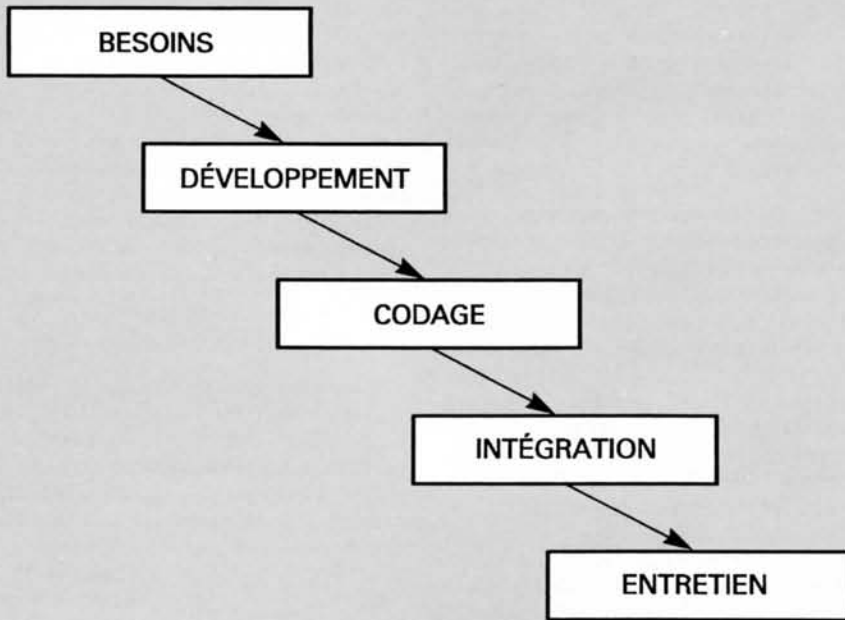 BESOINS
DÉVELOPPEMENT
CODAGE
INTÉGRATION
ENTRETIEN